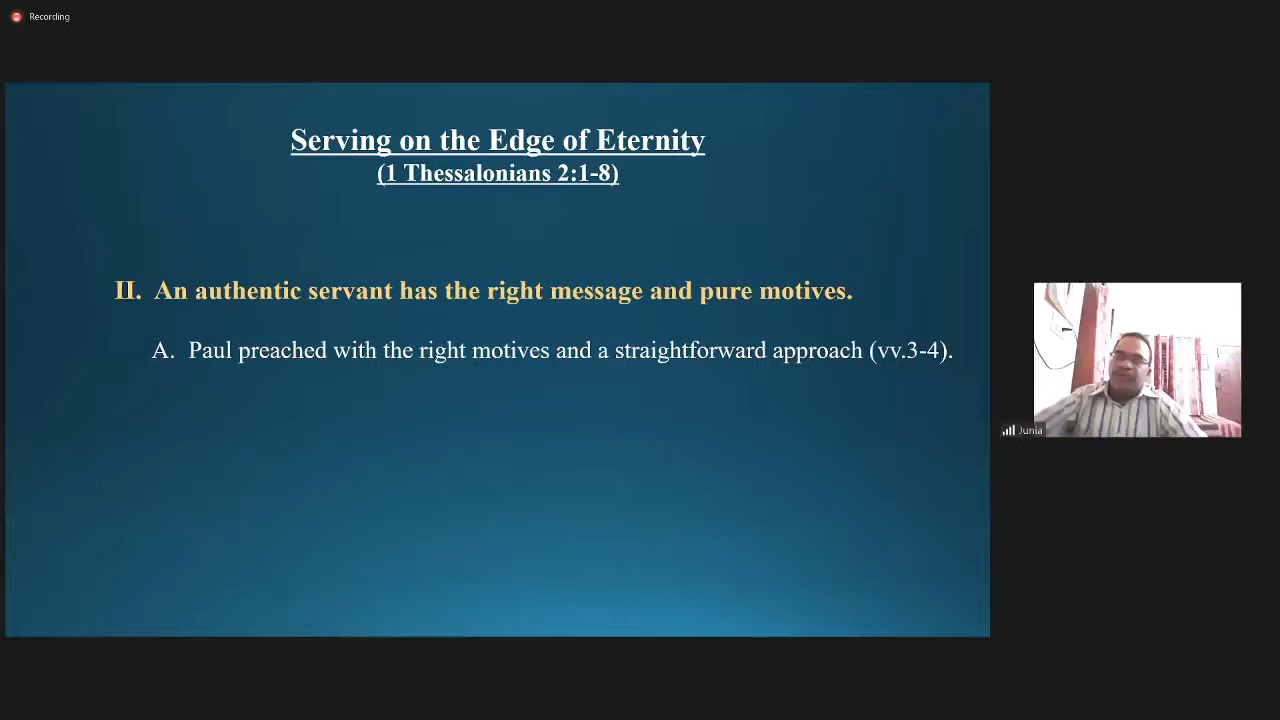 Recording
Serving on the Edge of Eternity
(1 Thessalonians 2:1-8)
II. An authentic servant has the right message and pure motives.
A. Paul preached with the right motives and a straightforward approach (vv.3-4).
Junia